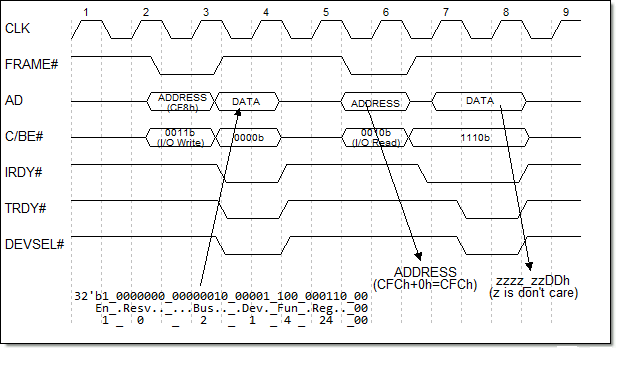 1 2 3 4 5 6 7 8 9
CLK
FRAME#
AD ADDRESS (CF8h) DATA ADDRESS DATA
C/BE# 0011b (I/O Write) 0000b 0010b (I/O Read) 1110b
IRDY#
TRDY#
DEVSEL#
ADDRESS
(CFCh+0h=CFCh)
zzzz_zzDDh
(z is don't care)
32'b1_0000000_00000010_00001_100_000110_00
En_.Resv.._...Bus.._.Dev._Fun_.Reg.._00
1 _ 0 _ 2 _ 1 _4_ 24 _00